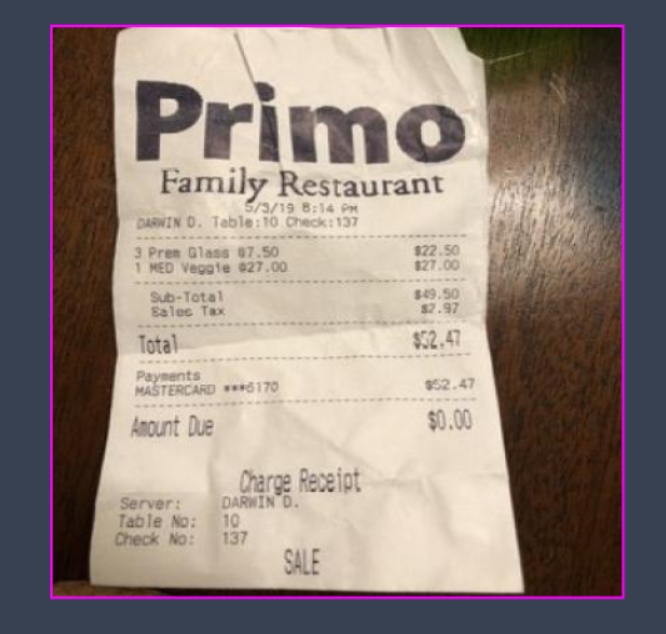 Primo
Family Restaurant
5/3/19 8:14 PM
DARWIN D. Table:10 Check:137
3 Prem Glass @7.50 $22.50
1 MED Veggie @27.00 $27.00
Sub-Total $49.50
Sales Tax $2.97
Total $52.47
Payments
MASTERCARD ***6170 $52.47
Amount Due $0.00
Charge Receipt
Server: DARWIN D.
Table No: 10
Check No: 137
SALE